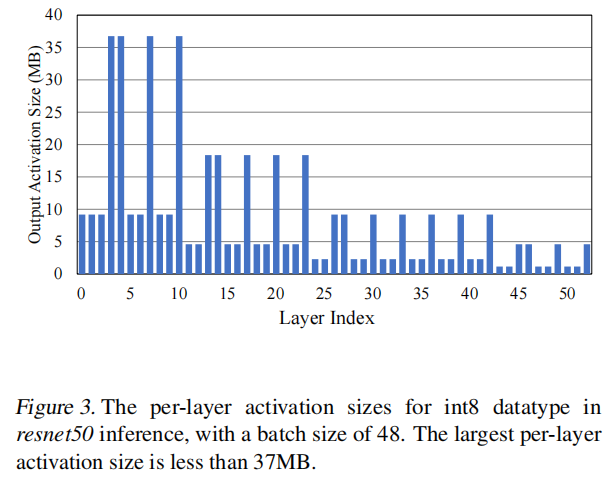 40
35
30
25
20
15
10
5
0
Output Activation Size (MB)
0 5 10 15 20 25 30 35 40 45 50
Layer Index
Figure 3. The per-layer activation sizes for int8 datatype in
resnet50 inference, with a batch size of 48. The largest per-layer
activation size is less than 37MB.